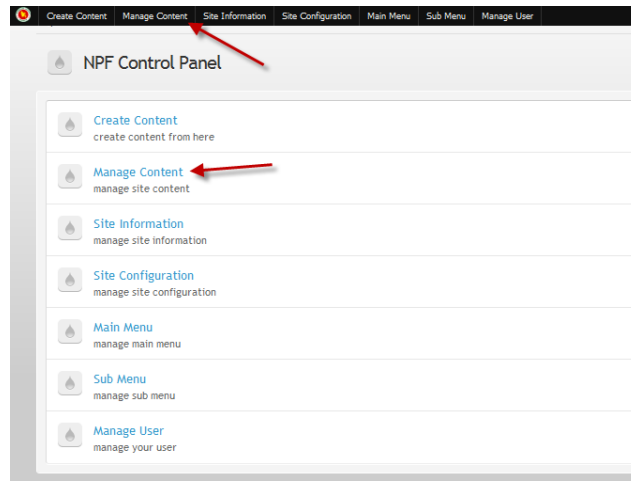 Create Content Manage Content Site Information Site Configuration Main Menu Sub Menu Manage User
NPF Control Panel
Create Content
create content from here
Manage Content
manage site content
Site Information
manage site information
Site Configuration
manage site configuration
Main Menu
manage main menu
Sub Menu
manage sub menu
Manage User
manage your user